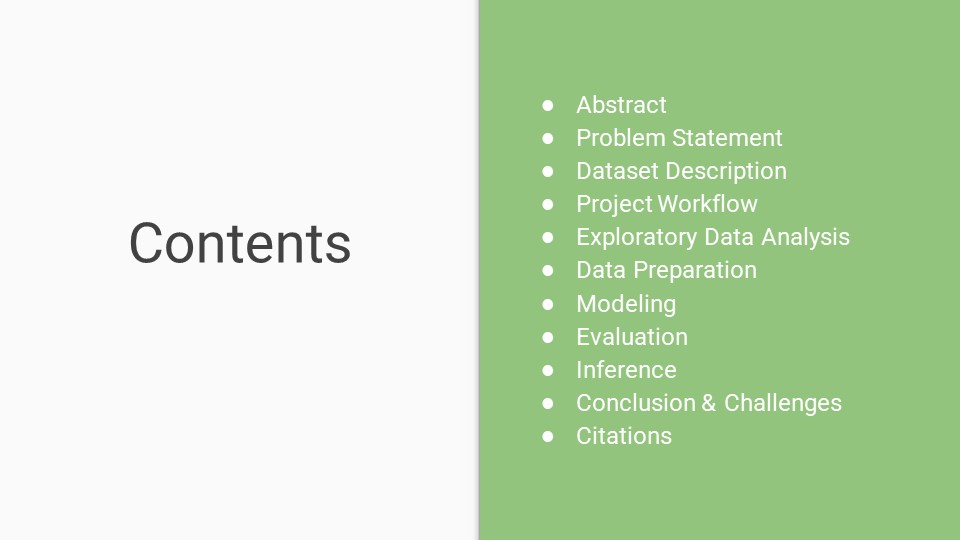 Contents
● Abstract
● Problem Statement
● Dataset Description
● Project Workflow
● Exploratory Data Analysis
● Data Preparation
● Modeling
● Evaluation
● Inference
● Conclusion & Challenges
● Citations